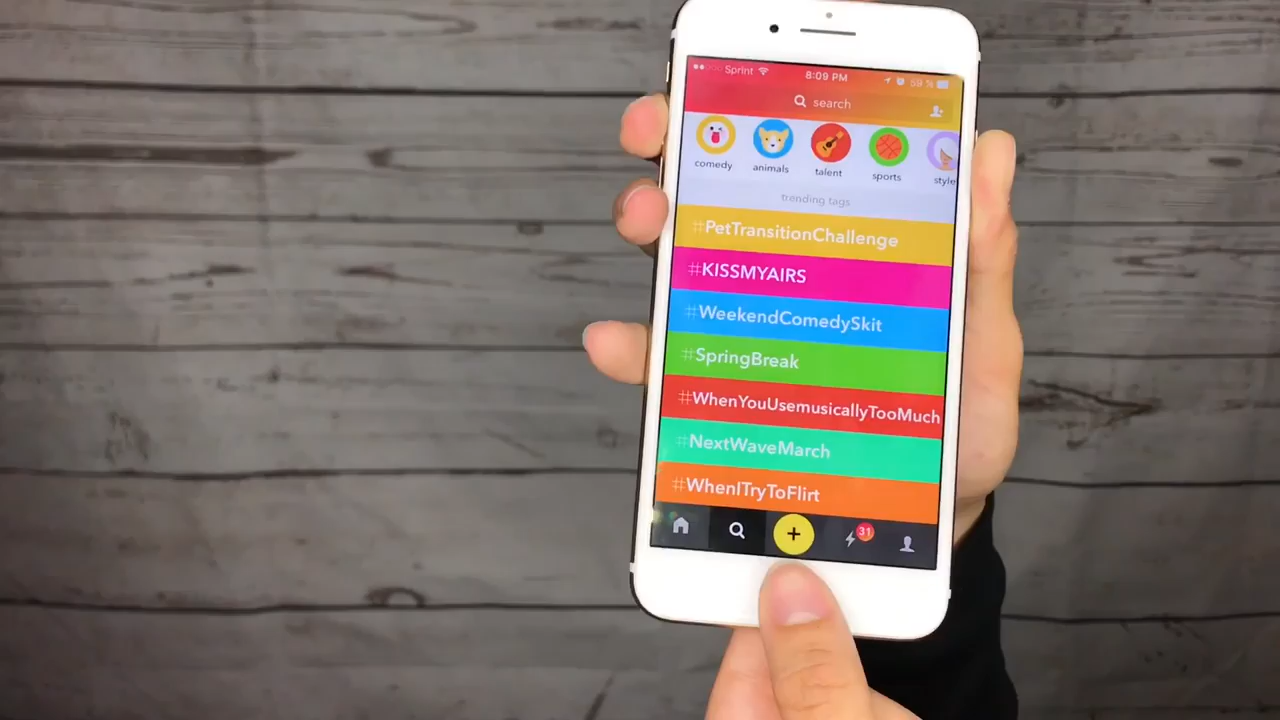 Sprint 8:09 PM 59 %
search
comedy animals talent sports style
trending tags
#PetTransitionChallenge
#KISSMYAIRS
#WeekendComedySkit
#SpringBreak
#WhenYouUsemusicallyTooMuch
#NextWaveMarch
#WhenITryToFlirt
31